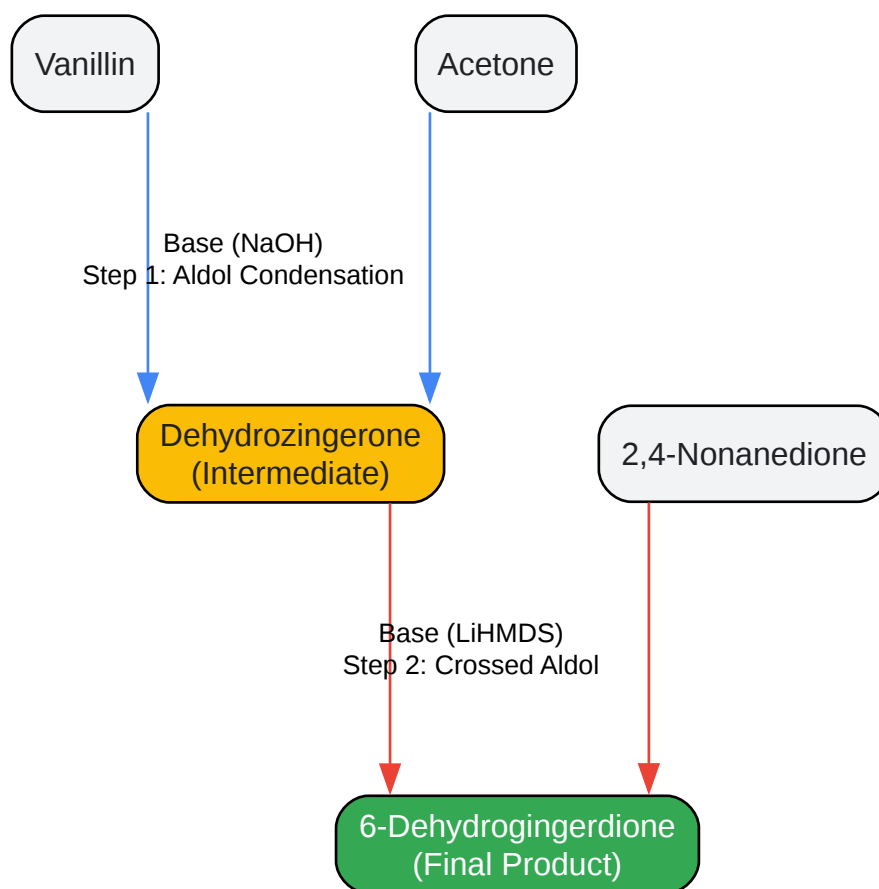 Vanillin
Acetone
Base (NaOH)
Step 1: Aldol Condensation
Dehydrozingerone
(Intermediate)
2,4-Nonanedione
Base (LiHMDS)
Step 2: Crossed Aldol
6-Dehydrogingerdione
(Final Product)